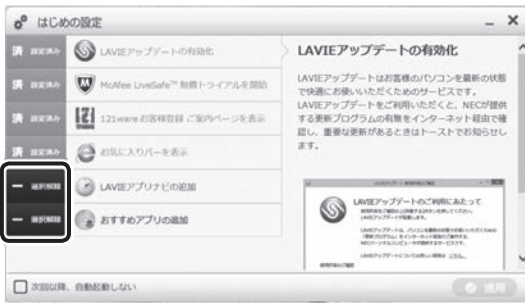 はじめの設定
済 設定済み LAVIEアップデートの有効化
済 設定済み McAfee LiveSafe™ 無償トライアルを開始
済 設定済み 121ware お客様登録 ご案内ページを表示
済 設定済み お気に入りバーを表示
選択解除 LAVIEアプリナビの追加
選択解除 おすすめアプリの追加
LAVIEアップデートの有効化
LAVIEアップデートはお客様のパソコンを最新の状態
で快適にお使いいただくためのサービスです。
LAVIEアップデートをご利用いただくと、NECが提供
する更新プログラムの有無をインターネット経由で確
認し、重要な更新があるときはトーストでお知らせし
ます。
LAVIEアップデートのご利用にあたって
次回以降、自動起動しない
適用